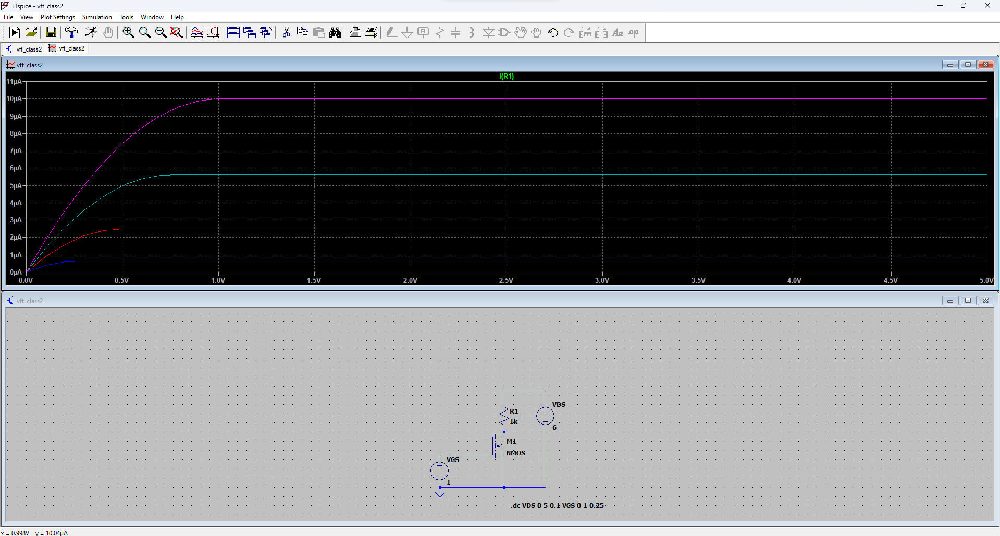 LTspice - vft_class2
File View Plot Settings Simulation Tools Window Help
vft_class2 vft_class2
vft_class2
I(R1)
11µA
10µA
9µA
8µA
7µA
6µA
5µA
4µA
3µA
2µA
1µA
0µA
0.0V 0.5V 1.0V 1.5V 2.0V 2.5V 3.0V 3.5V 4.0V 4.5V 5.0V
vft_class2
VDS
R1
1k
6
M1
NMOS
VGS
1
.dc VDS 0 5 0.1 VGS 0 1 0.25
x = 0.998V y = 10.04µA